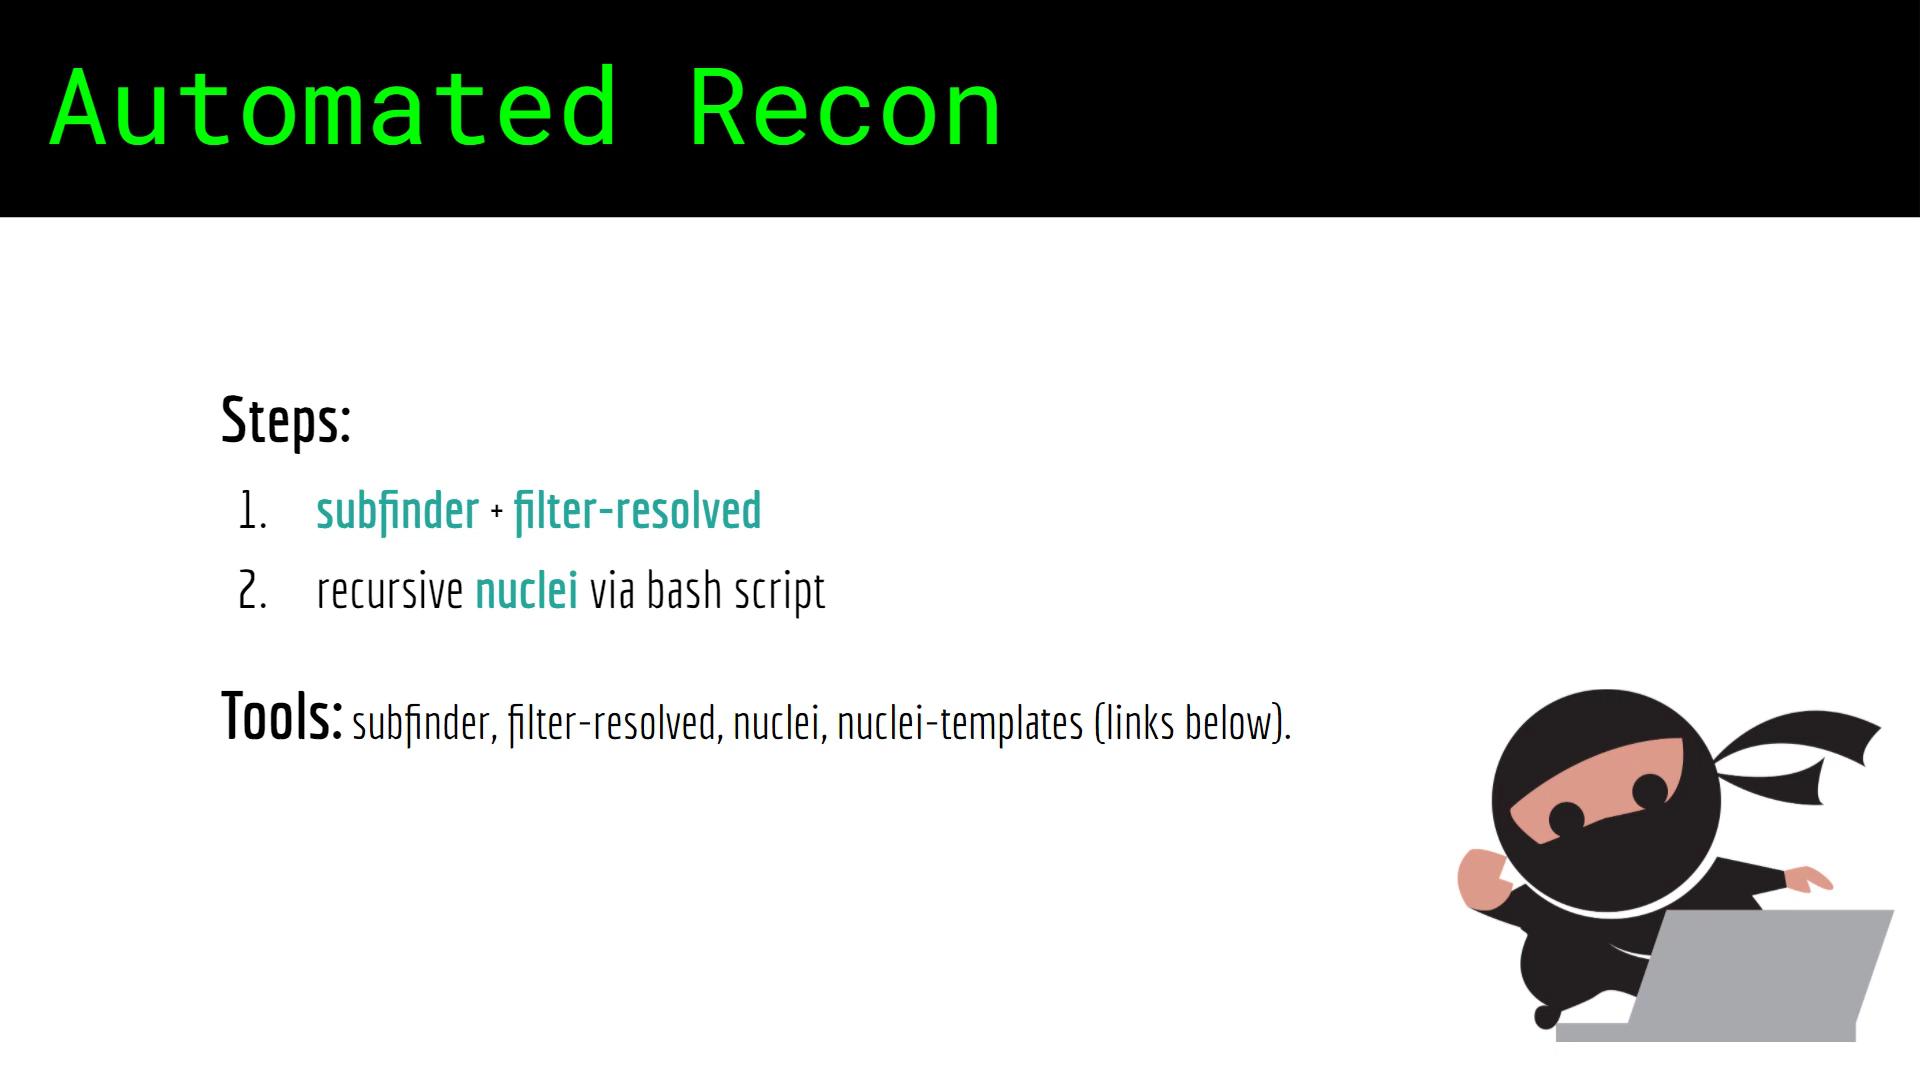 Automated Recon
Steps:
1. subfinder + filter-resolved
2. recursive nuclei via bash script
Tools: subfinder, filter-resolved, nuclei, nuclei-templates (links below).